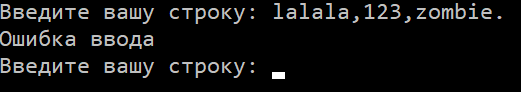 Введите вашу строку: lalala,123,zombie.
Ошибка ввода
Введите вашу строку: